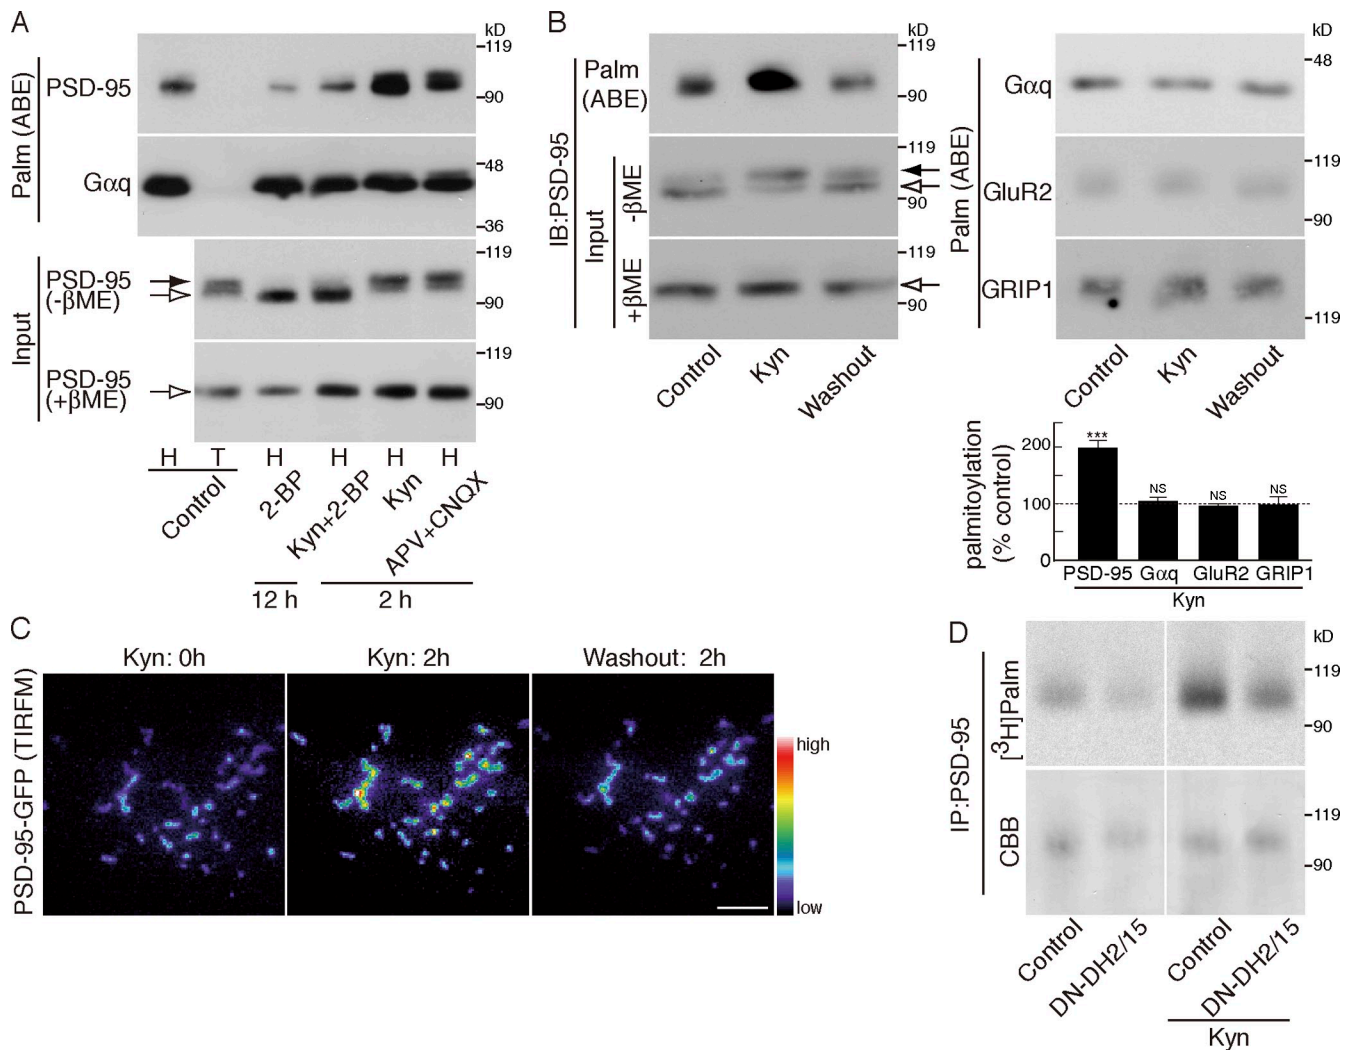 A
kD
Palm (ABE)
PSD-95
119
90
Gαq
48
36
Input
PSD-95
(-βME)
119
90
PSD-95
(+βME)
119
90
H T H H H H
Control
2-BP
Kyn+2-BP
Kyn
APV+CNQX
12 h
2 h
B
kD
IB:PSD-95
Palm
(ABE)
119
90
Input
-βME
119
90
+βME
119
90
Control
Kyn
Washout
kD
Palm (ABE)
Gαq
48
GluR2
119
90
GRIP1
119
Control
Kyn
Washout
palmitoylation
(% control)
200
100
0
***
NS
NS
NS
PSD-95 Gαq GluR2 GRIP1
Kyn
C
PSD-95-GFP (TIRFM)
Kyn: 0h
Kyn: 2h
Washout: 2h
high
low
D
kD
IP:PSD-95
[³H]Palm
119
90
CBB
119
90
Control
DN-DH2/15
Control
DN-DH2/15
Kyn